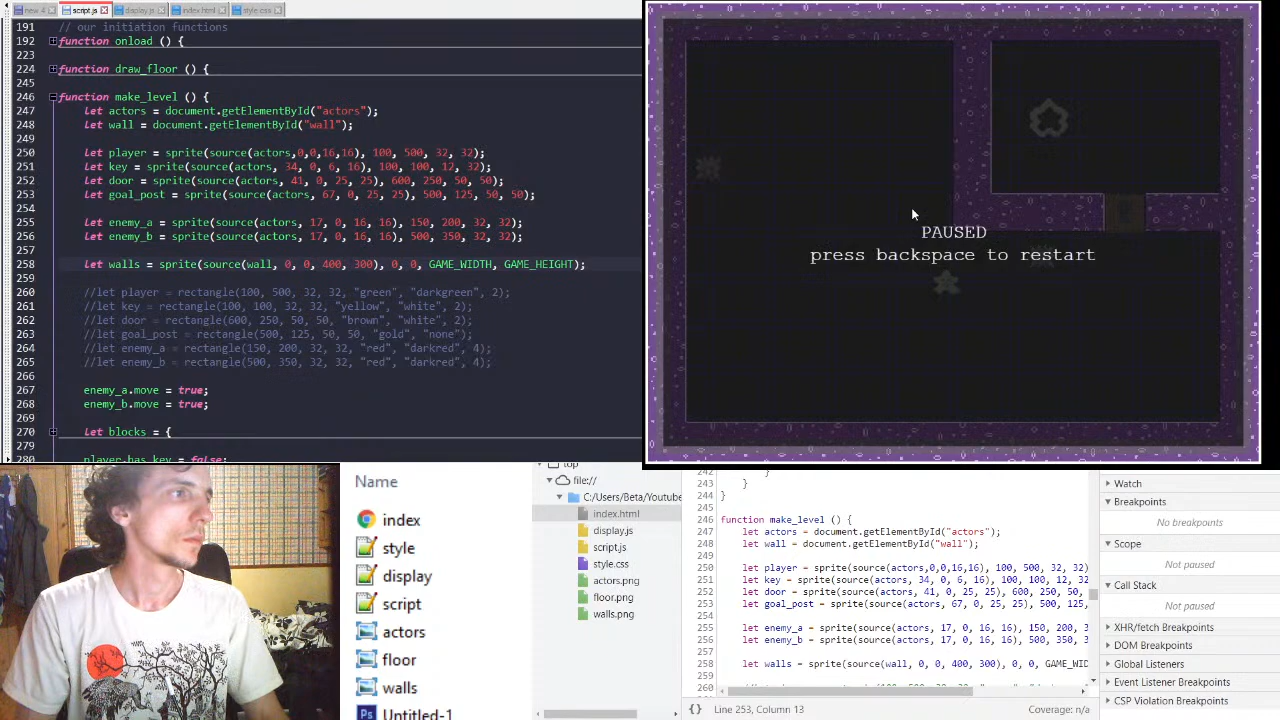 new 4
script.js
display.js
index.html
style.css
191 // our initiation functions
192 function onload () {
223
224 function draw_floor () {
245
246 function make_level () {
247 let actors = document.getElementById("actors");
248 let wall = document.getElementById("wall");
249
250 let player = sprite(source(actors,0,0,16,16), 100, 500, 32, 32);
251 let key = sprite(source(actors, 34, 0, 6, 16), 100, 100, 12, 32);
252 let door = sprite(source(actors, 41, 0, 25, 25), 600, 250, 50, 50);
253 let goal_post = sprite(source(actors, 67, 0, 25, 25), 500, 125, 50, 50);
254
255 let enemy_a = sprite(source(actors, 17, 0, 16, 16), 150, 200, 32, 32);
256 let enemy_b = sprite(source(actors, 17, 0, 16, 16), 500, 350, 32, 32);
257
258 let walls = sprite(source(wall, 0, 0, 400, 300), 0, 0, GAME_WIDTH, GAME_HEIGHT);
259
260 //let player = rectangle(100, 500, 32, 32, "green", "darkgreen", 2);
261 //let key = rectangle(100, 100, 32, 32, "yellow", "white", 2);
262 //let door = rectangle(600, 250, 50, 50, "brown", "white", 2);
263 //let goal_post = rectangle(500, 125, 50, 50, "gold", "none");
264 //let enemy_a = rectangle(150, 200, 32, 32, "red", "darkred", 4);
265 //let enemy_b = rectangle(500, 350, 32, 32, "red", "darkred", 4);
266
267 enemy_a.move = true;
268 enemy_b.move = true;
269
270 let blocks = {
279
280 player.has_key = false;
PAUSED
press backspace to restart
Name
index
style
display
script
actors
floor
walls
Untitled-1
top
file://
C:/Users/Beta/Youtube
index.html
display.js
script.js
style.css
actors.png
floor.png
walls.png
242 }
243 }
244 }
245
246 function make_level () {
247 let actors = document.getElementById("actors");
248 let wall = document.getElementById("wall");
249
250 let player = sprite(source(actors,0,0,16,16), 100, 500, 32, 32)
251 let key = sprite(source(actors, 34, 0, 6, 16), 100, 100, 12, 32
252 let door = sprite(source(actors, 41, 0, 25, 25), 600, 250, 50,
253 let goal_post = sprite(source(actors, 67, 0, 25, 25), 500, 125,
254
255 let enemy_a = sprite(source(actors, 17, 0, 16, 16), 150, 200, 3
256 let enemy_b = sprite(source(actors, 17, 0, 16, 16), 500, 350, 3
257
258 let walls = sprite(source(wall, 0, 0, 400, 300), 0, 0, GAME_WID
259
260
{} Line 253, Column 13
Coverage: n/a
Watch
Breakpoints
No breakpoints
Scope
Not paused
Call Stack
Not paused
XHR/fetch Breakpoints
DOM Breakpoints
Global Listeners
Event Listener Breakpoints
CSP Violation Breakpoints